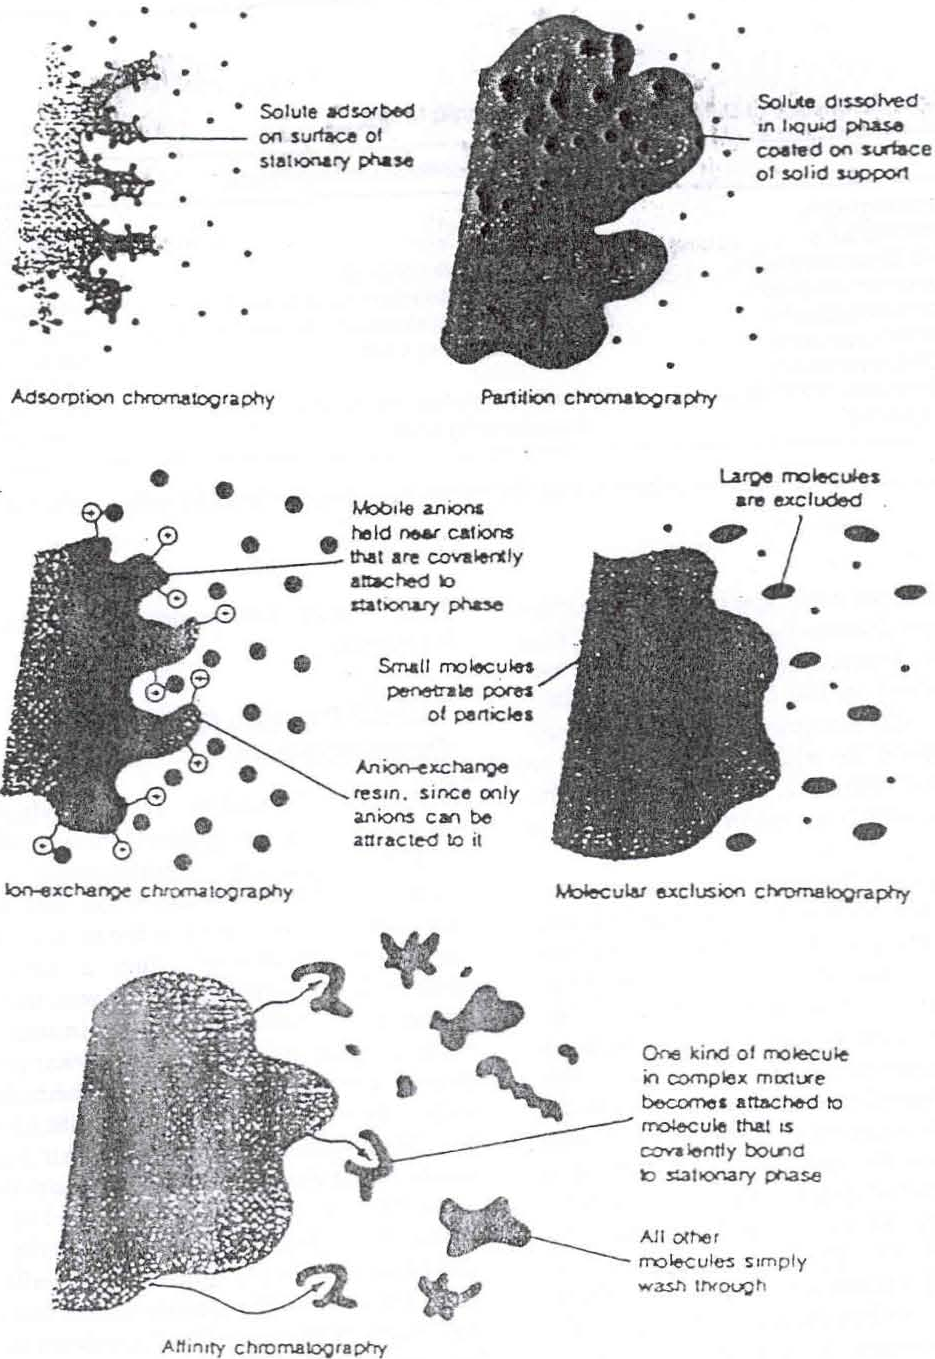 Solute adsorbed
on surface of
stationary phase
Solute dissolved
in liquid phase
coated on surface
of solid support
Adsorption chromatography
Partition chromatography
Mobile anions
held near cations
that are covalently
attached to
stationary phase
Large molecules
are excluded
Small molecules
penetrate pores
of particles
Anion-exchange
resin, since only
anions can be
attracted to it
Ion-exchange chromatography
Molecular exclusion chromatography
One kind of molecule
in complex mixture
becomes attached to
molecule that is
covalently bound
to stationary phase
All other
molecules simply
wash through
Affinity chromatography